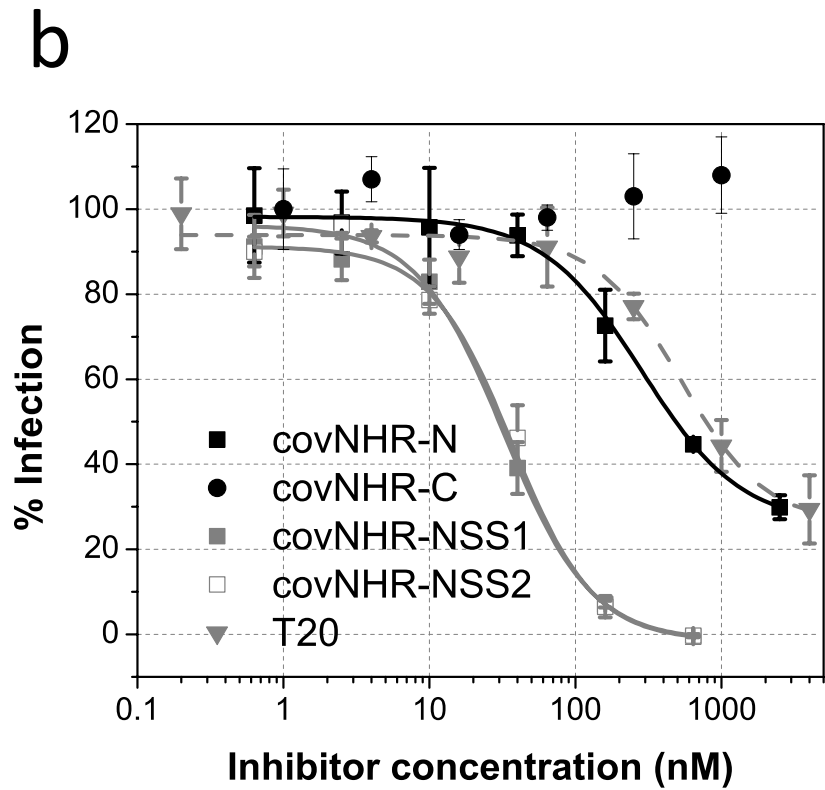 b
120
100
80
60
40
20
0
% Infection
covNHR-N
covNHR-C
covNHR-NSS1
covNHR-NSS2
T20
0.1 1 10 100 1000
Inhibitor concentration (nM)